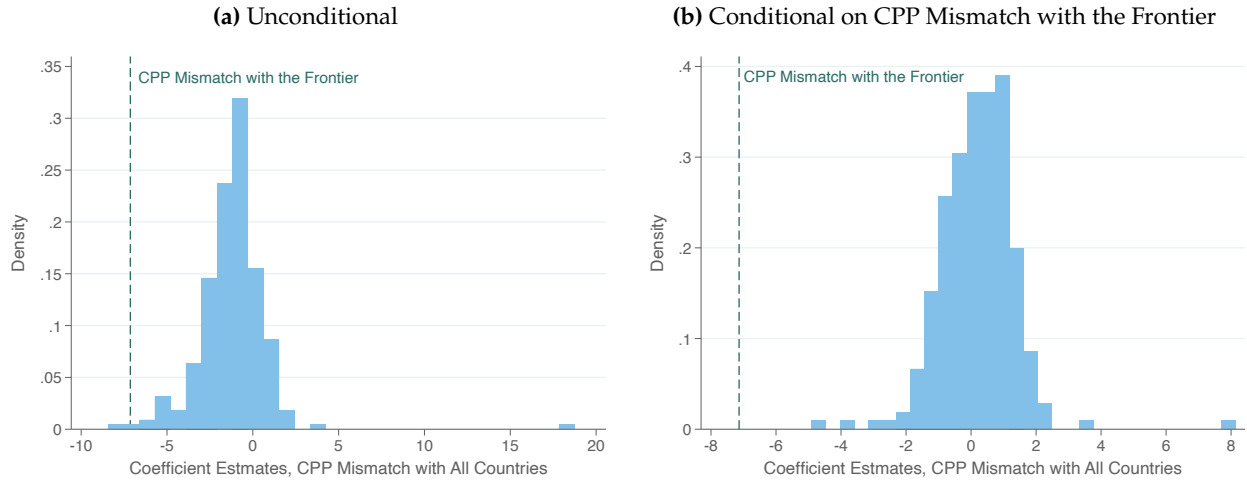 (a) Unconditional
.35
.3
.25
.2
.15
.1
.05
0
Density
CPP Mismatch with the Frontier
-10 -5 0 5 10 15 20
Coefficient Estmates, CPP Mismatch with All Countries
(b) Conditional on CPP Mismatch with the Frontier
.4
.3
.2
.1
0
Density
CPP Mismatch with the Frontier
-8 -6 -4 -2 0 2 4 6 8
Coefficient Estmates, CPP Mismatch with All Countries